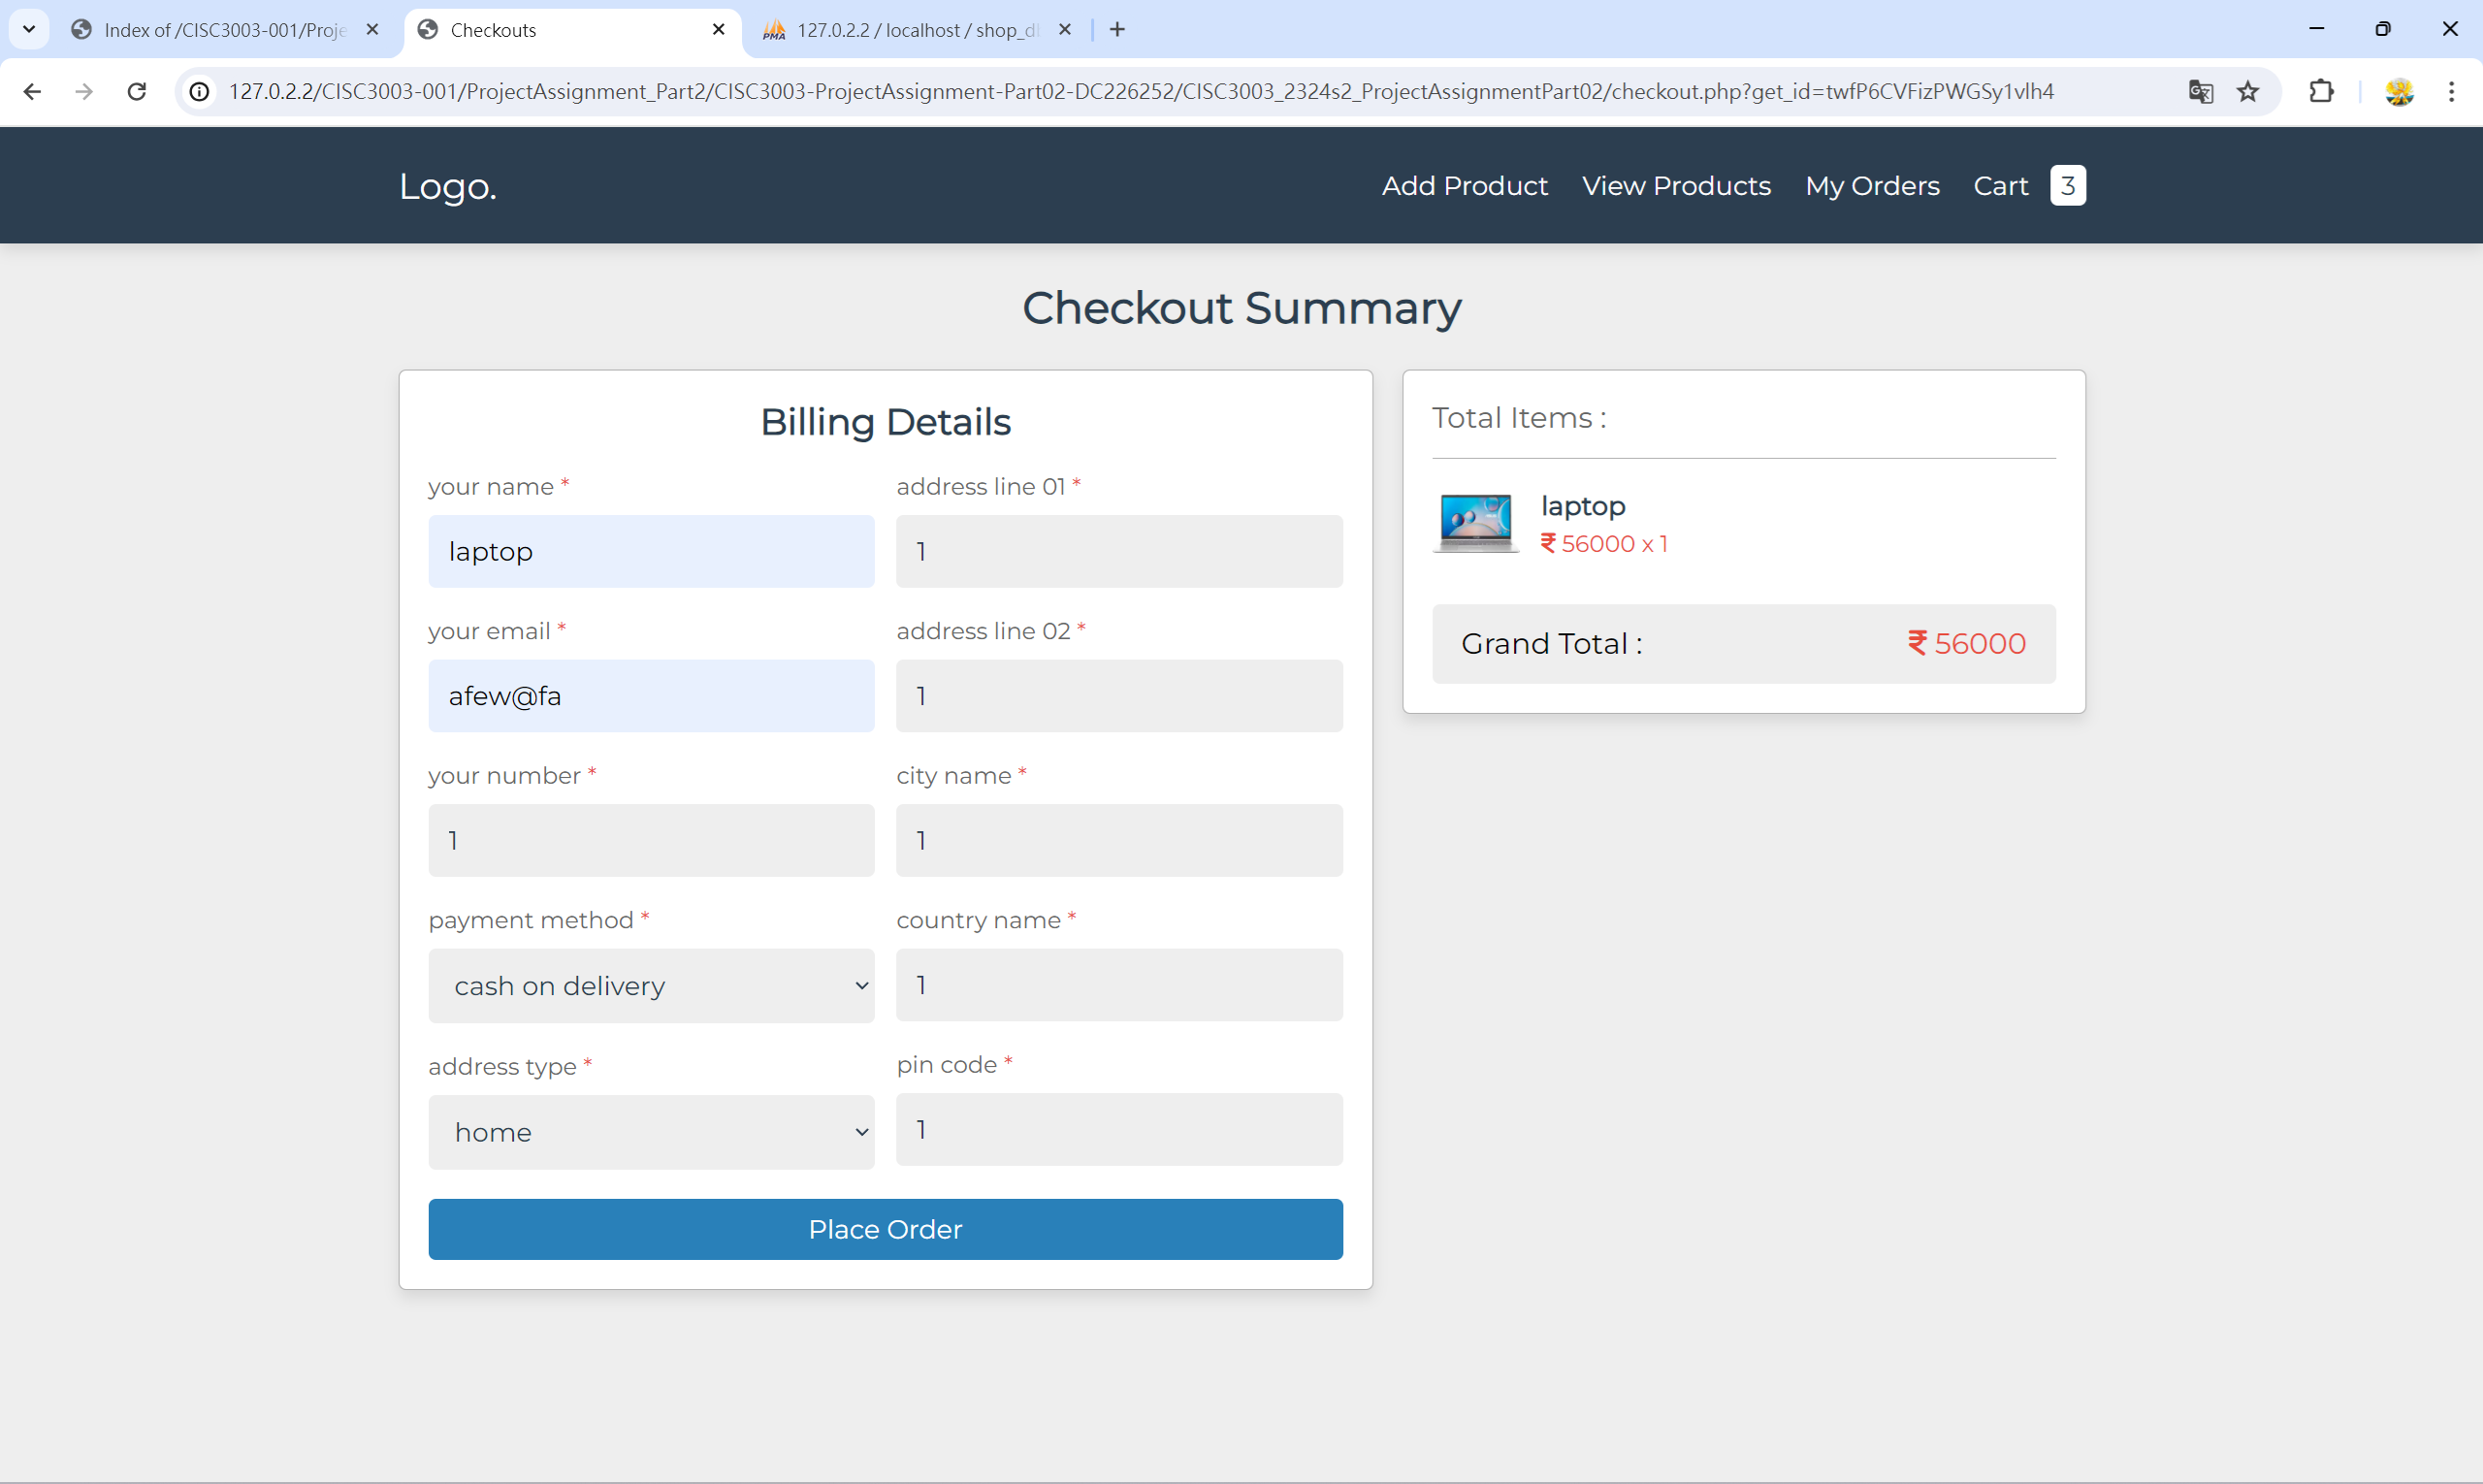 Index of /CISC3003-001/Proje
Checkouts
PMA
127.0.2.2 / localhost / shop_d
127.0.2.2/CISC3003-001/ProjectAssignment_Part2/CISC3003-ProjectAssignment-Part02-DC226252/CISC3003_2324s2_ProjectAssignmentPart02/checkout.php?get_id=twfP6CVFizPWGSy1vlh4
Logo.
Add Product View Products My Orders Cart 3
Checkout Summary
Billing Details
your name *
laptop
your email *
afew@fa
your number *
1
payment method *
cash on delivery
address type *
home
address line 01 *
1
address line 02 *
1
city name *
1
country name *
1
pin code *
1
Place Order
Total Items :
laptop
₹ 56000 x 1
Grand Total : ₹ 56000